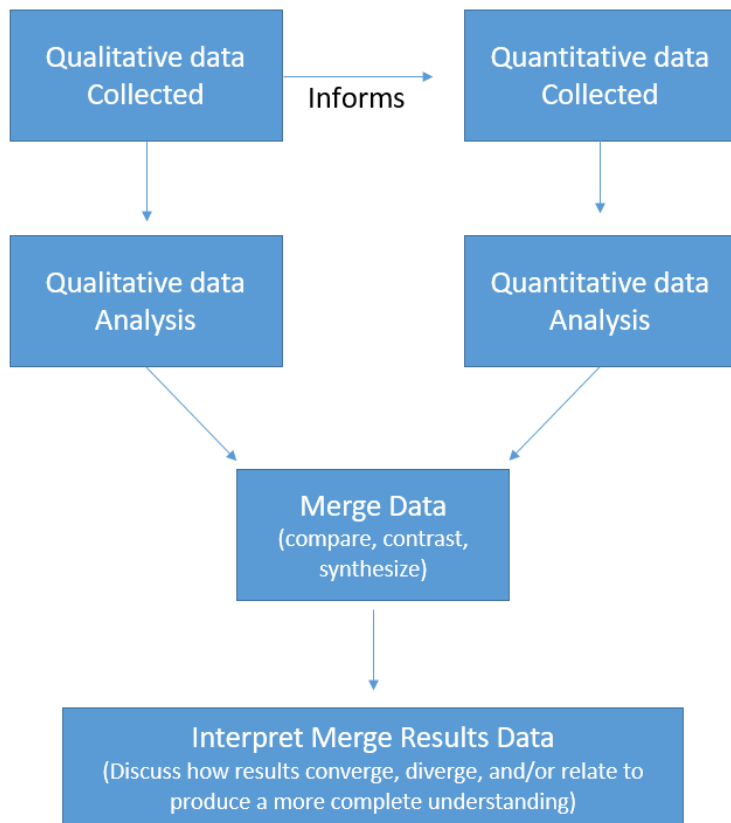 Qualitative data
Collected
Informs
Quantitative data
Collected
Qualitative data
Analysis
Quantitative data
Analysis
Merge Data
(compare, contrast,
synthesize)
Interpret Merge Results Data
(Discuss how results converge, diverge, and/or relate to
produce a more complete understanding)